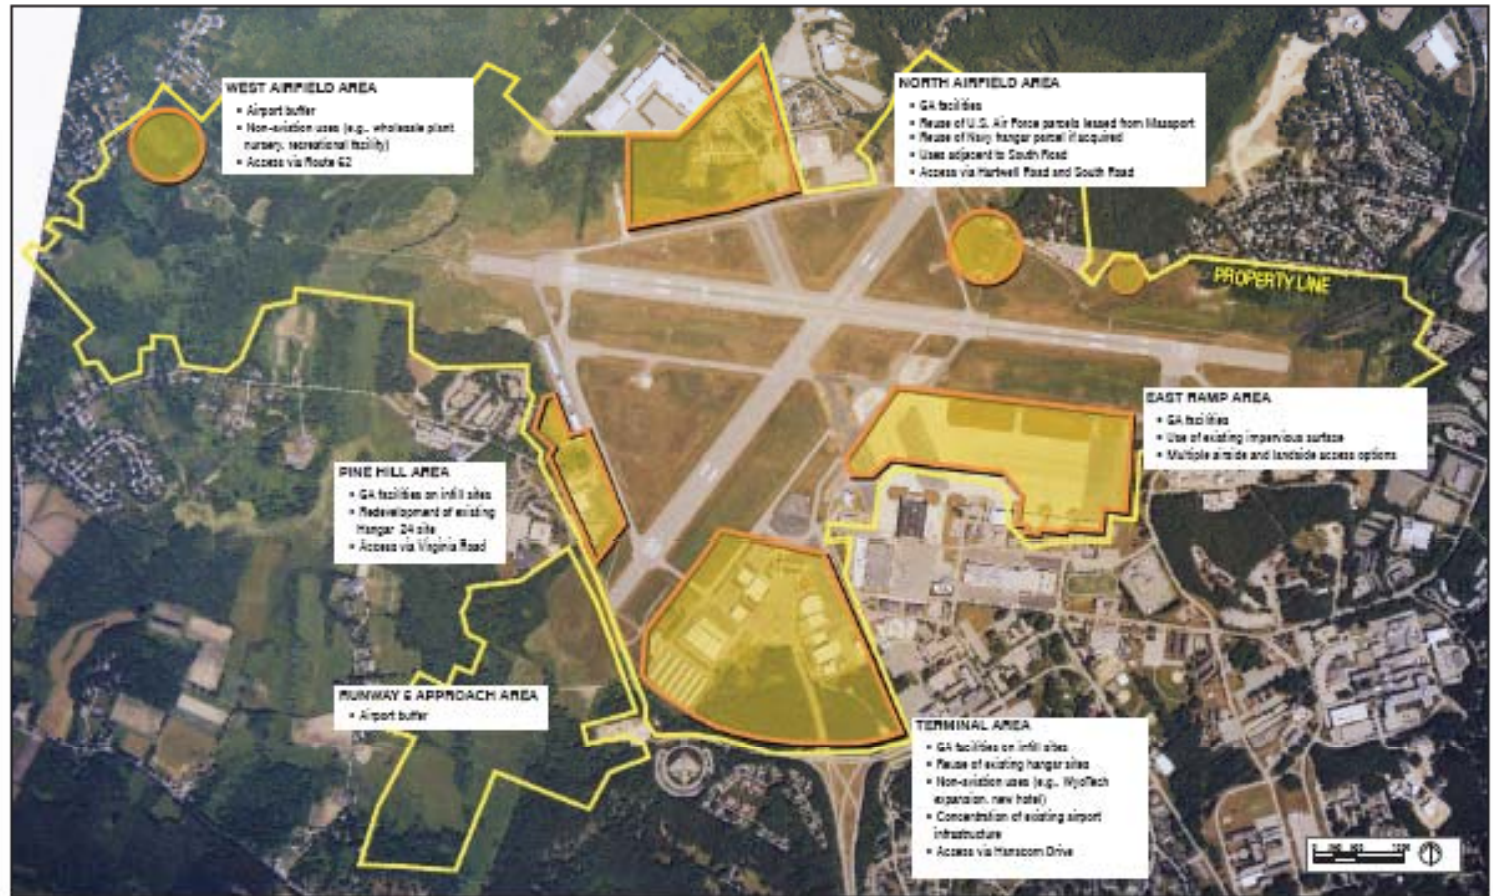 WEST AIRFIELD AREA
• Airport buffer
• Non-aviation uses (e.g., wholesale plant
nursery, recreational facility)
• Access via Route 62
NORTH AIRFIELD AREA
• GA facilities
• Reuse of U.S. Air Force parcels leased from Massport
• Reuse of Navy hangar parcel if acquired
• Uses adjacent to South Road
• Access via Hartwell Road and South Road
PROPERTY LINE
EAST RAMP AREA
• GA facilities
• Use of existing impervious surface
• Multiple airside and landside access options
PINE HILL AREA
• GA facilities on infill sites
• Redevelopment of existing
Hangar 24 site
• Access via Virginia Road
RUNWAY 5 APPROACH AREA
• Airport buffer
TERMINAL AREA
• GA facilities on infill sites
• Reuse of existing hangar sites
• Non-aviation uses (e.g., WyoTech
expansion, new hotel)
• Concentration of existing airport
infrastructure
• Access via Hanscom Drive
0